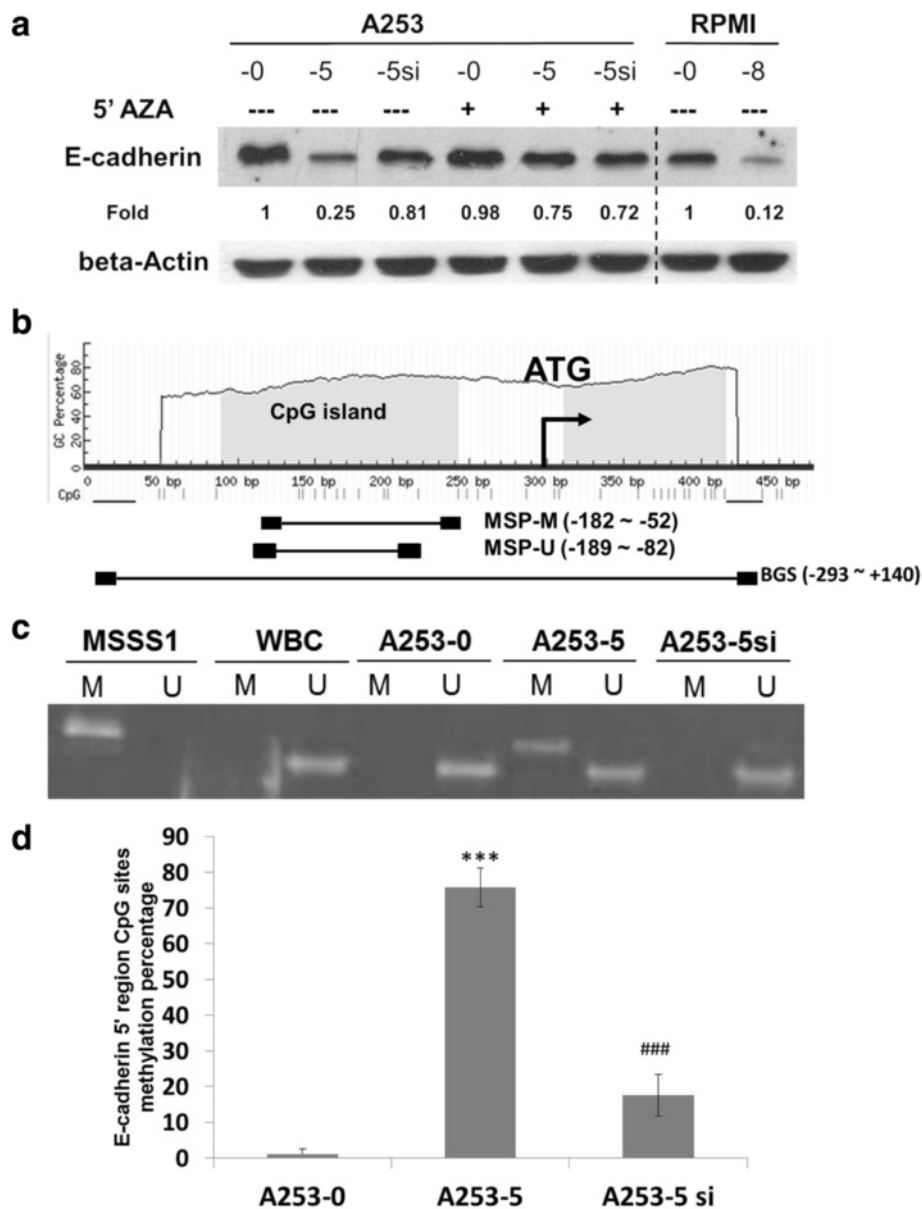 a
A253 RPMI
-0 -5 -5si -0 -5 -5si -0 -8
5' AZA --- --- --- + + + --- ---
E-cadherin
Fold 1 0.25 0.81 0.98 0.75 0.72 1 0.12
beta-Actin
b
GC Percentage
80
60
40
20
0
ATG
CpG island
50 bp 100 bp 150 bp 200 bp 250 bp 300 bp 350 bp 400 bp 450 bp
CpG
MSP-M (-182 ~ -52)
MSP-U (-189 ~ -82)
BGS (-293 ~ +140)
c
MSSS1 WBC A253-0 A253-5 A253-5si
M U M U M U M U M U
d
E-cadherin 5' region CpG sites
methylation percentage
90
80
70
60
50
40
30
20
10
0
***
###
A253-0 A253-5 A253-5 si